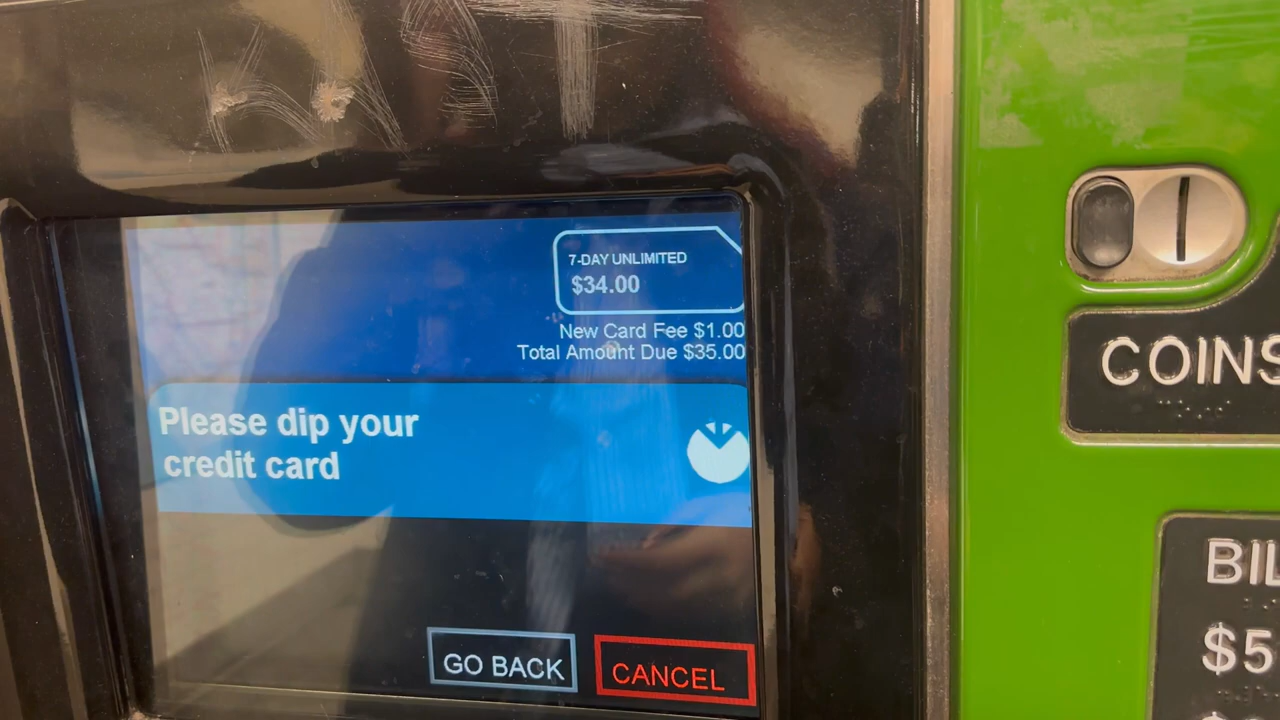 7-DAY UNLIMITED
$34.00
New Card Fee $1.00
Total Amount Due $35.00
Please dip your
credit card
GO BACK
CANCEL
COINS
$5